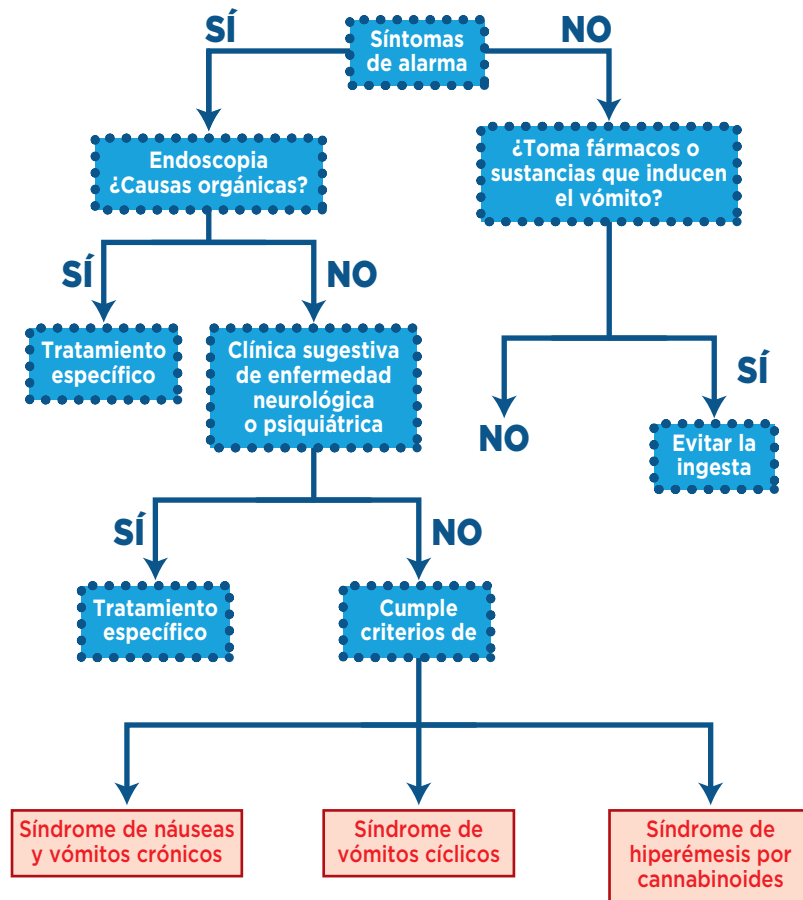 SÍ
Síntomas
de alarma
NO
Endoscopia
¿Causas orgánicas?
¿Toma fármacos o
sustancias que inducen
el vómito?
SÍ
NO
Tratamiento
específico
Clínica sugestiva
de enfermedad
neurológica
o psiquiátrica
NO
SÍ
Evitar la
ingesta
SÍ
NO
Tratamiento
específico
Cumple
criterios de
Síndrome de náuseas
y vómitos crónicos
Síndrome de
vómitos cíclicos
Síndrome de
hiperémesis por
cannabinoides